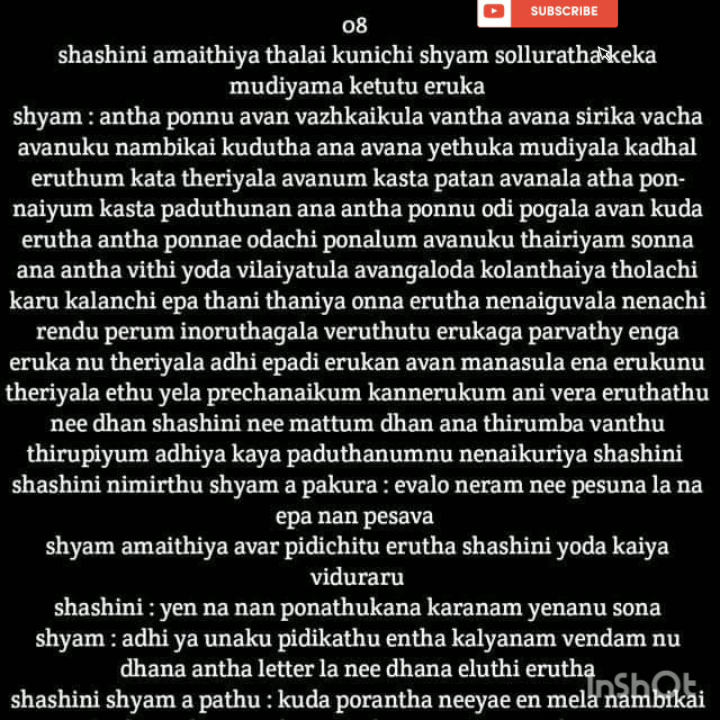 SUBSCRIBE
08
shashini amaithiya thalai kunichi shyam solluratha keka
mudiyama ketutu eruka
shyam : antha ponnu avan vazhkaikula vantha avana sirika vacha
avanuku nambikai kudutha ana avana yethuka mudiyala kadhal
eruthum kata theriyala avanum kasta patan avanala atha pon-
naiyum kasta paduthunan ana antha ponnu odi pogala avan kuda
erutha antha ponnae odachi ponalum avanuku thairiyam sonna
ana antha vithi yoda vilaiyatula avangaloda kolanthaiya tholachi
karu kalanchi epa thani thaniya onna erutha nenaiguvala nenachi
rendu perum inoruthagala veruthutu erukaga parvathy enga
eruka nu theriyala adhi epadi erukan avan manasula ena erukunu
theriyala ethu yela prechanaikum kannerukum ani vera eruthathu
nee dhan shashini nee mattum dhan ana thirumba vanthu
thirupiyum adhiya kaya paduthanumnu nenaikuriya shashini
shashini nimirthu shyam a pakura : evalo neram nee pesuna la na
epa nan pesava
shyam amaithiya avar pidichitu erutha shashini yoda kaiya
viduraru
shashini : yen na nan ponathukana karanam yenanu sona
shyam : adhi ya unaku pidikathu entha kalyanam vendam nu
dhana antha letter la nee dhana eluthi erutha
shashini shyam a pathu : kuda porantha neeyae en mela nambikai
InShOt